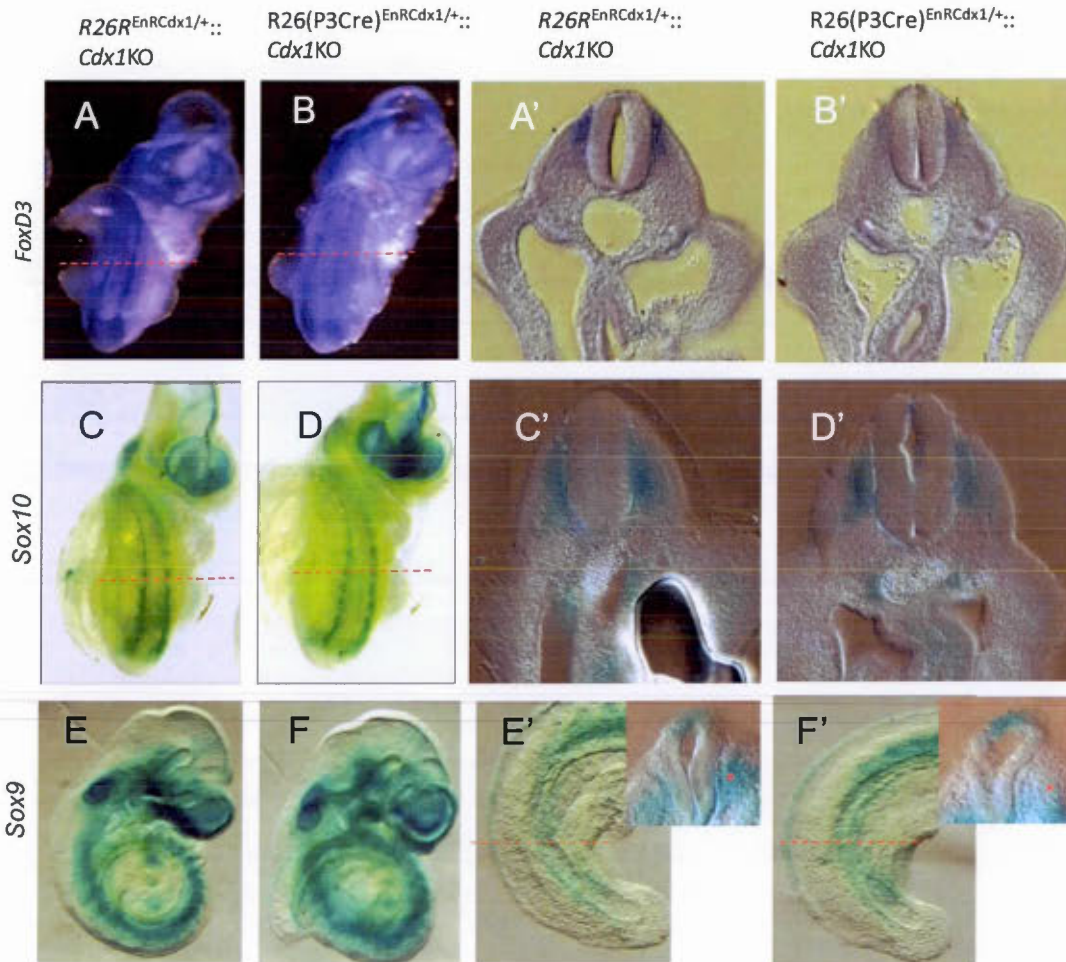 R26R^EnRCdx1/+::
Cdx1KO
R26(P3Cre)^EnRCdx1/+::
Cdx1KO
R26R^EnRCdx1/+::
Cdx1KO
R26(P3Cre)^EnRCdx1/+::
Cdx1KO
FoxD3
A
B
A'
B'
Sox10
C
D
C'
D'
Sox9
E
F
E'
F'